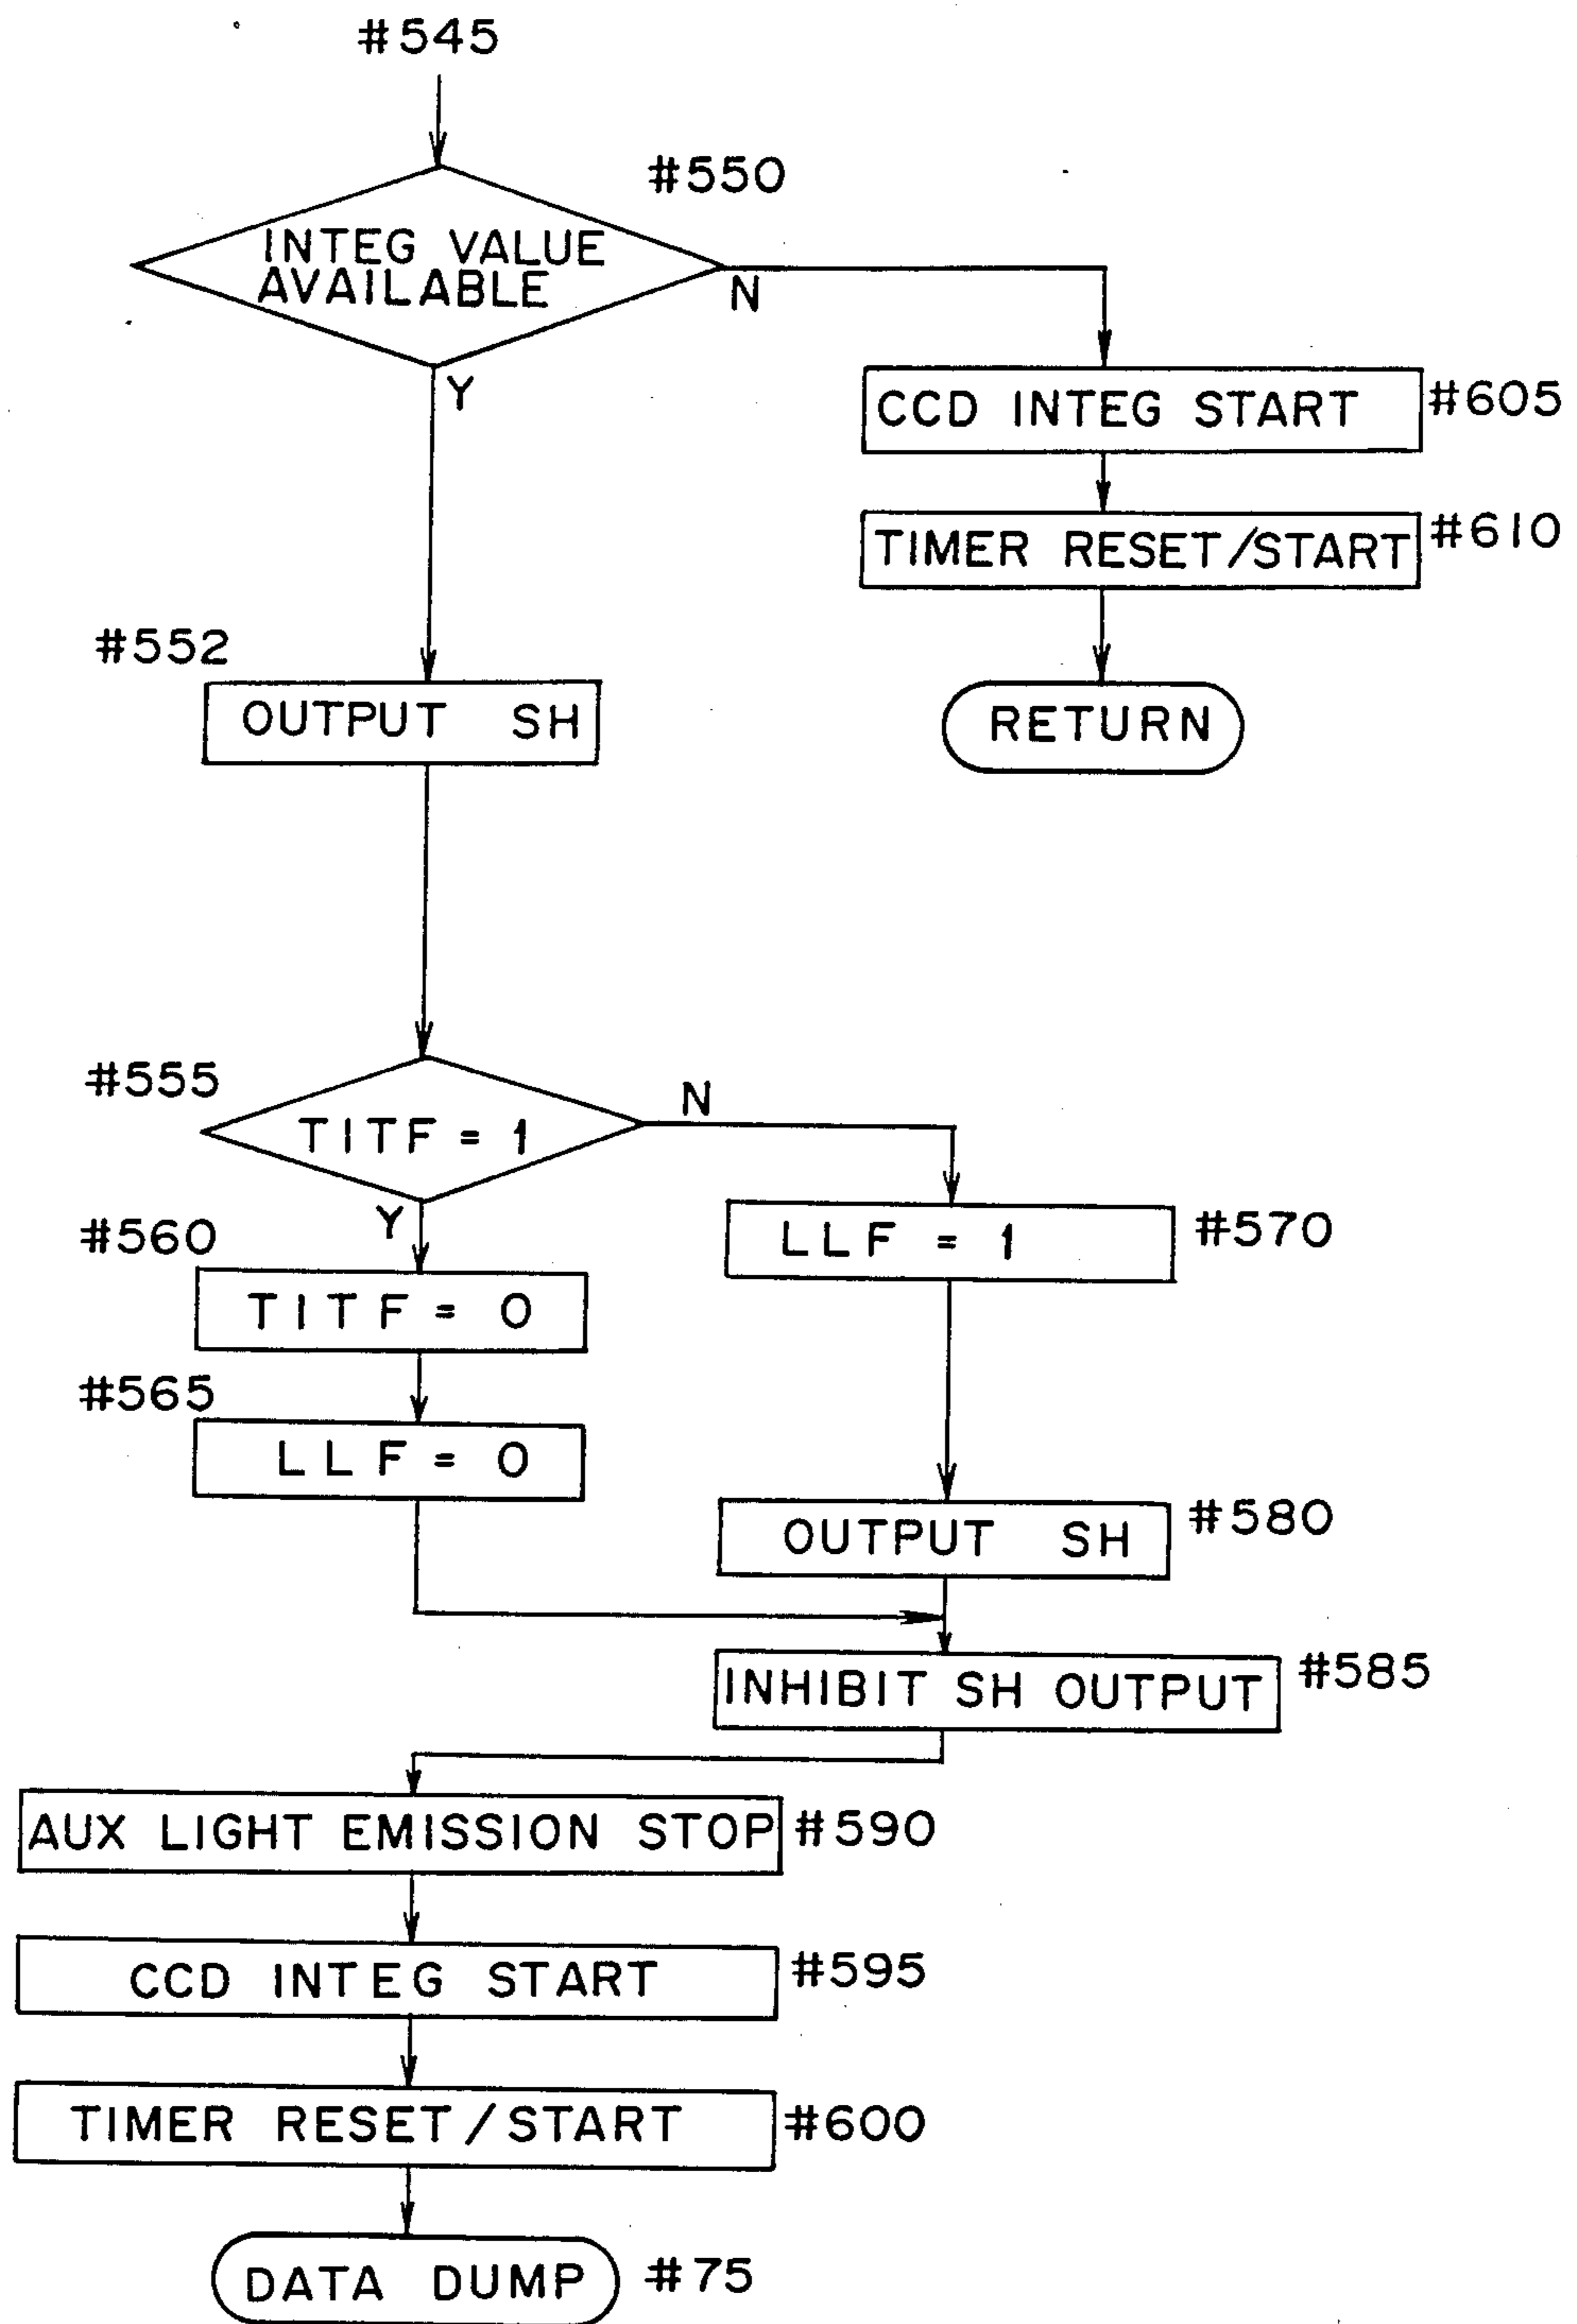 #545
#550
INTEG VALUE
AVAILABLE
N
Y
CCD INTEG START #605
TIMER RESET/START #610
RETURN
#552
OUTPUT SH
#555
TITF = 1
N
Y
#560
TITF = 0
LLF = 1 #570
#565
LLF = 0
OUTPUT SH #580
INHIBIT SH OUTPUT #585
AUX LIGHT EMISSION STOP #590
CCD INTEG START #595
TIMER RESET/START #600
DATA DUMP #75